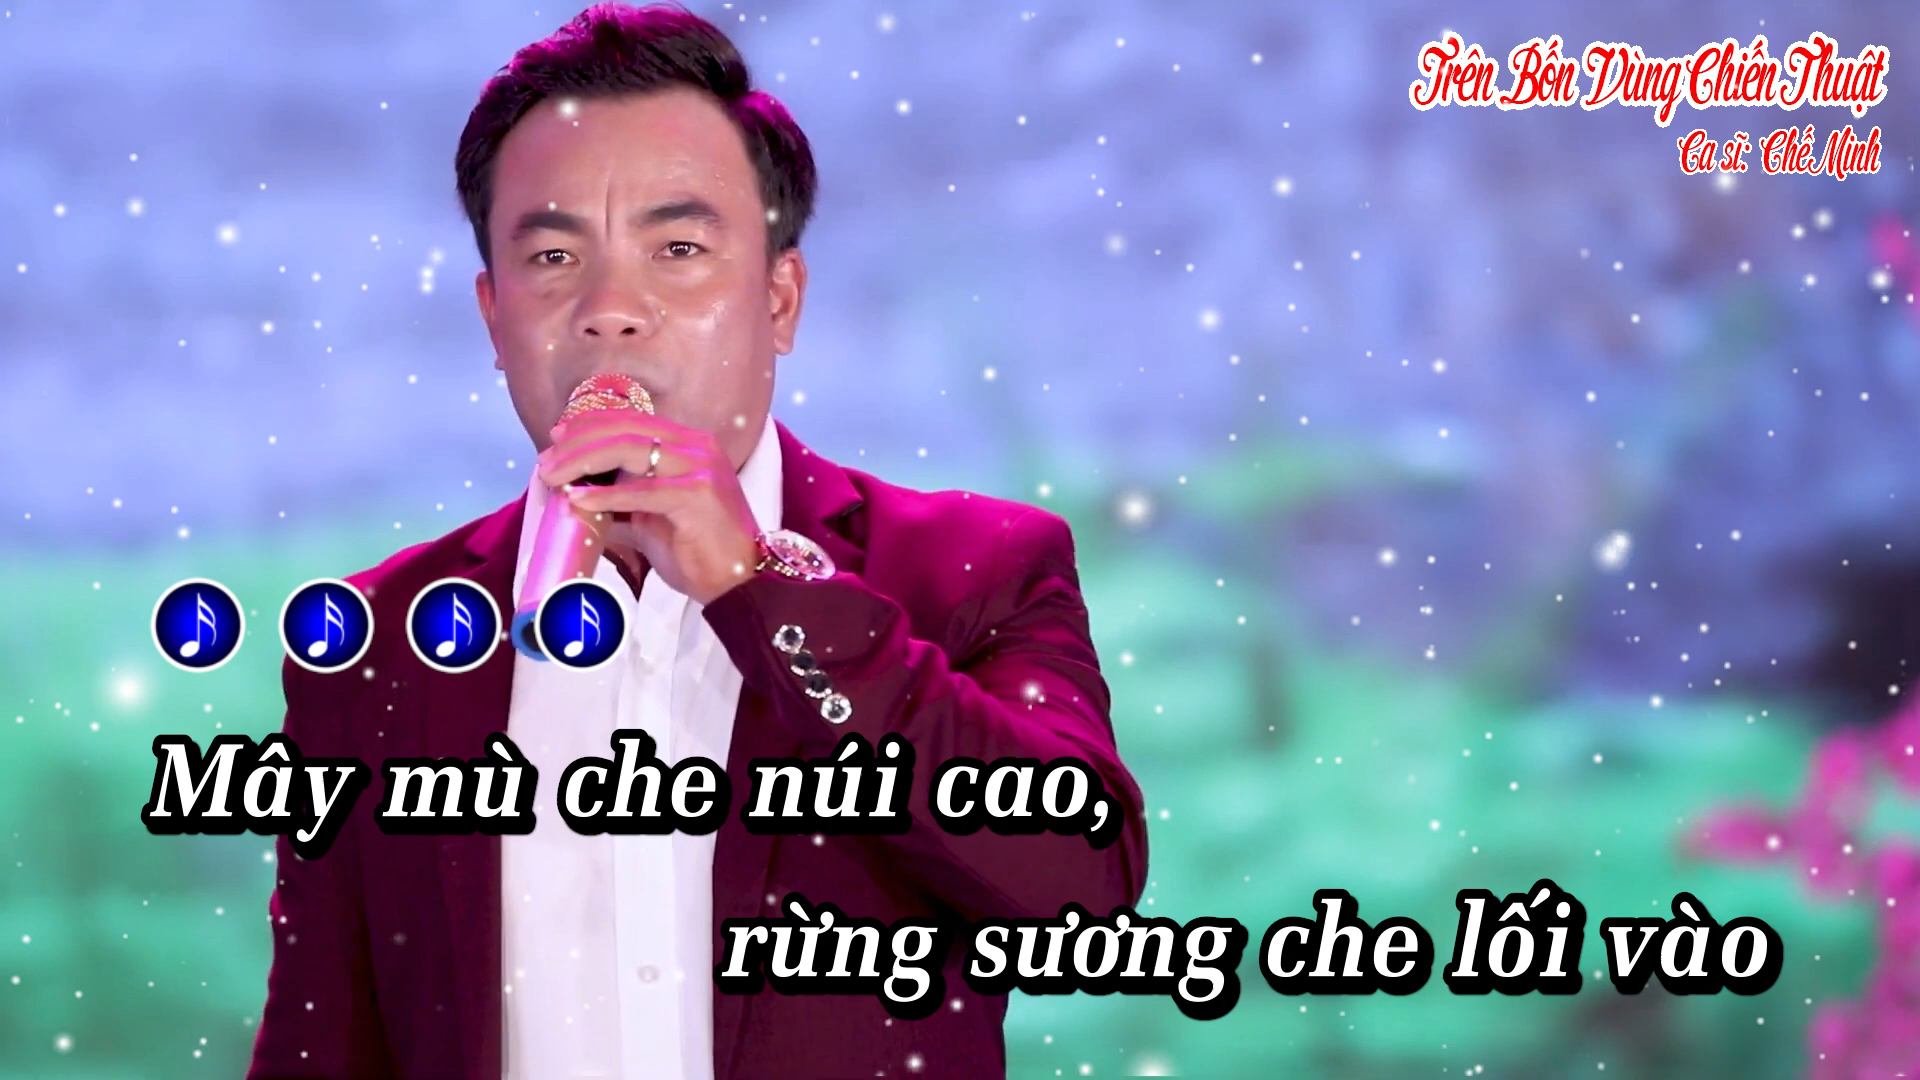 Trên Bốn Vùng Chiến Thuật
Ca sĩ: Chế Minh
Mây mù che núi cao,
rừng sương che lối vào